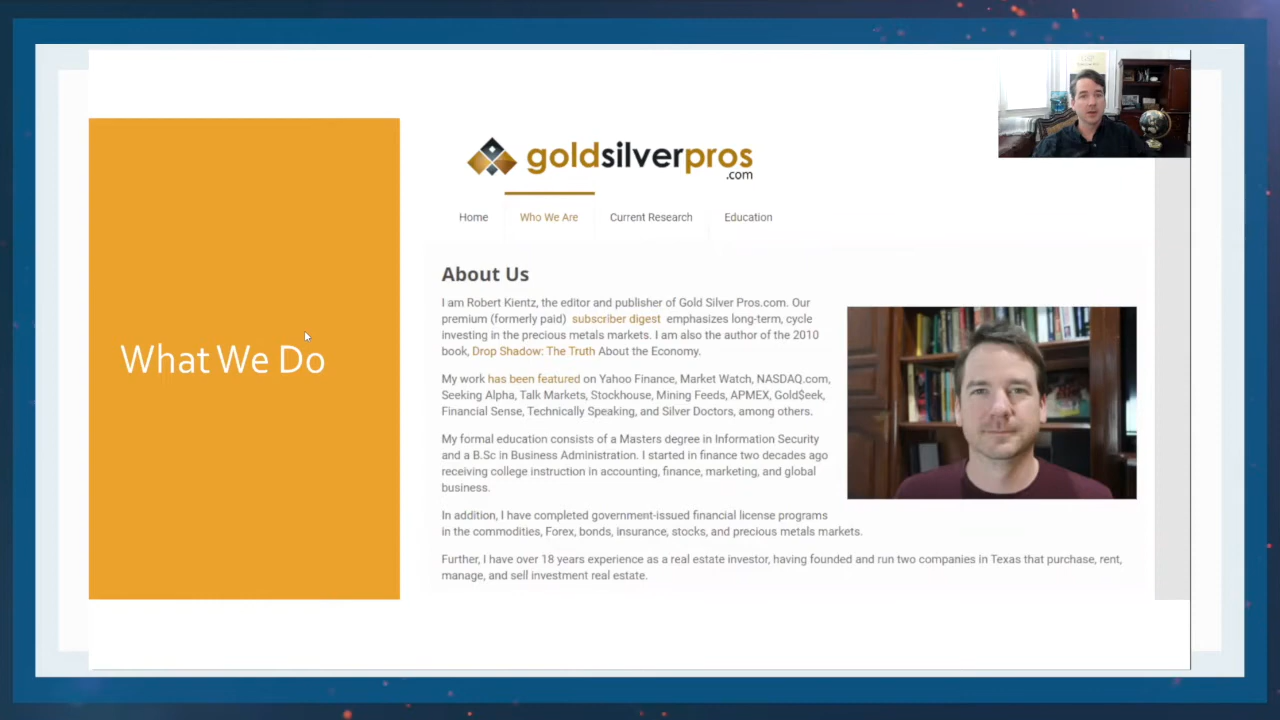 What We Do
goldsilverpros
.com
Home
Who We Are
Current Research
Education
About Us
I am Robert Kientz, the editor and publisher of Gold Silver Pros.com. Our
premium (formerly paid) subscriber digest emphasizes long-term, cycle
investing in the precious metals markets. I am also the author of the 2010
book, Drop Shadow: The Truth About the Economy.
My work has been featured on Yahoo Finance, Market Watch, NASDAQ.com,
Seeking Alpha, Talk Markets, Stockhouse, Mining Feeds, APMEX, Gold$eek,
Financial Sense, Technically Speaking, and Silver Doctors, among others.
My formal education consists of a Masters degree in Information Security
and a B.Sc in Business Administration. I started in finance two decades ago
receiving college instruction in accounting, finance, marketing, and global
business.
In addition, I have completed government-issued financial license programs
in the commodities, Forex, bonds, insurance, stocks, and precious metals markets.
Further, I have over 18 years experience as a real estate investor, having founded and run two companies in Texas that purchase, rent,
manage, and sell investment real estate.